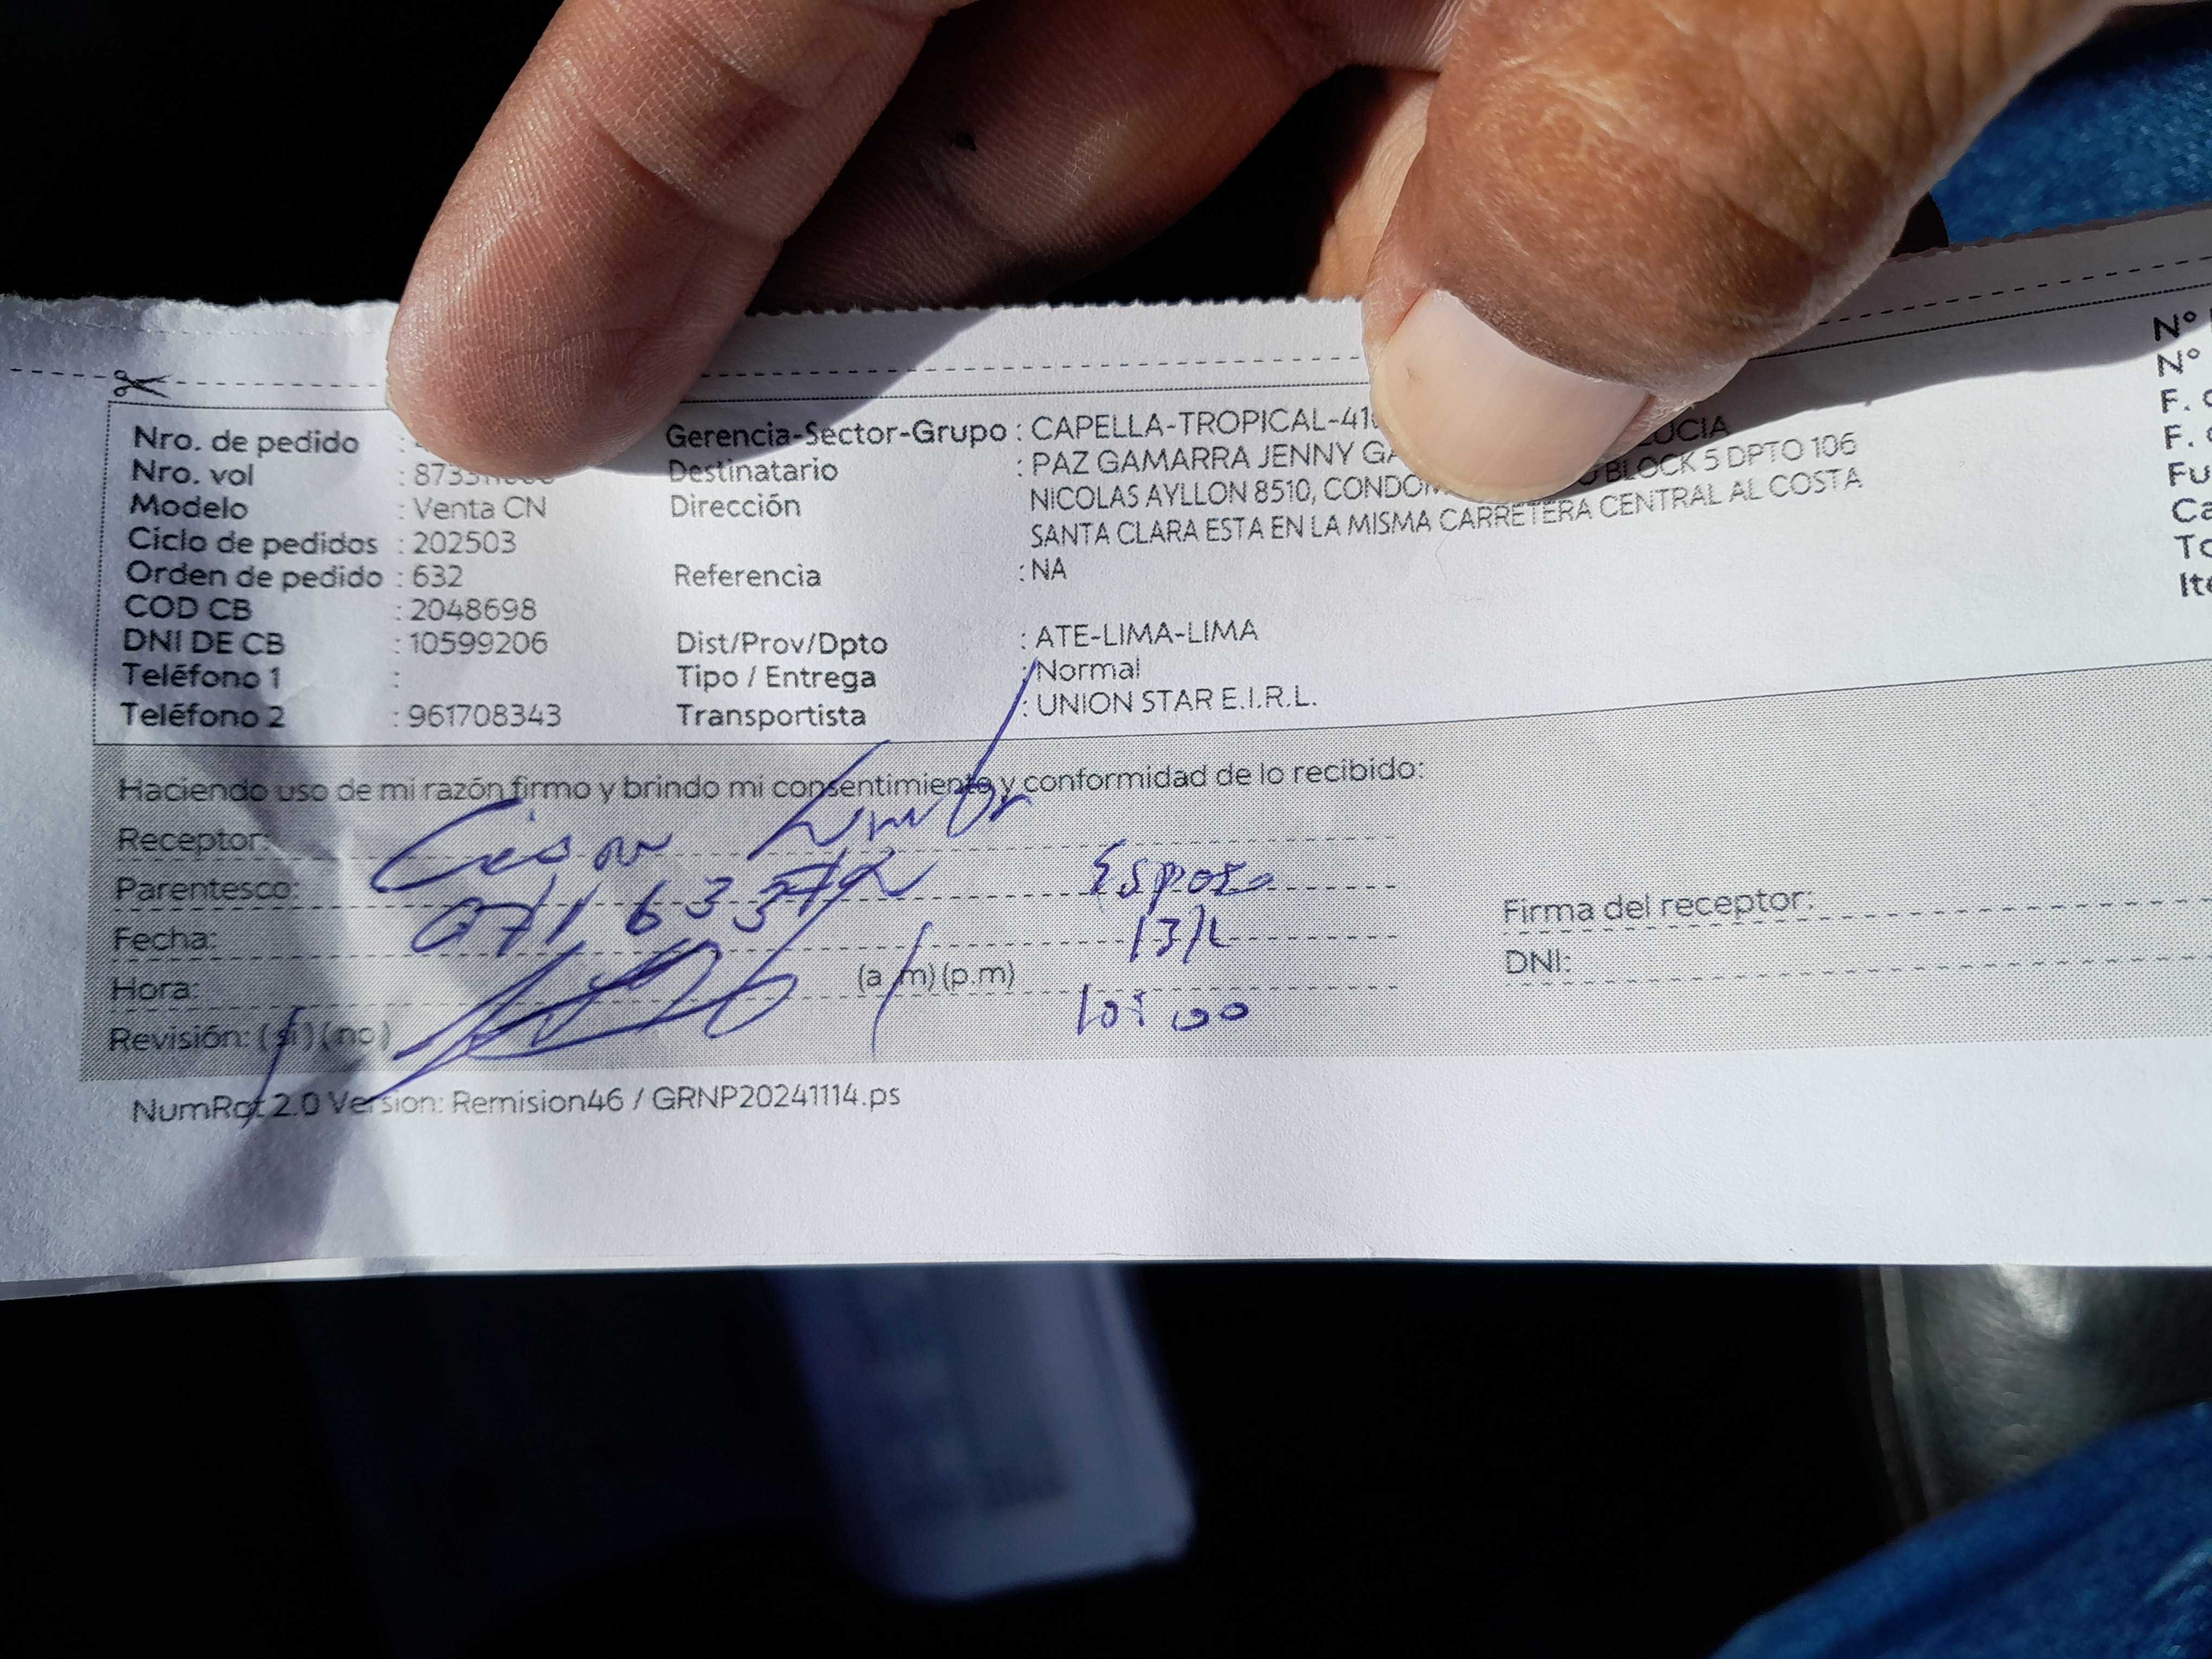 Nro. de pedido :
Nro. vol
Modelo : Venta CN
Ciclo de pedidos : 202503
Orden de pedido : 632
COD CB : 2048698
DNI DE CB : 10599206
Teléfono 1 :
Teléfono 2 : 961708343
Gerencia-Sector-Grupo : CAPELLA-TROPICAL-41
Destinatario : PAZ GAMARRA JENNY
Dirección NICOLAS AYLLON 8510, BLOCK 5 DPTO 106
SANTA CLARA ESTA EN LA MISMA CARRETERA CENTRAL AL COSTA
Referencia : NA
Dist/Prov/Dpto : ATE-LIMA-LIMA
Tipo / Entrega : Normal
Transportista : UNION STAR E.I.R.L.
N°
N°
F.
F.
Haciendo uso de mi razón firmo y brindo mi consentimiento y conformidad de lo recibido:
Receptor: Cesar
Parentesco: Esposo
Fecha: 13/2
Hora: (a.m) (p.m) 10:00
Revisión: (si) (no)
Firma del receptor:
DNI:
NumRot 2.0 Version: Remision46 / GRNP20241114.ps